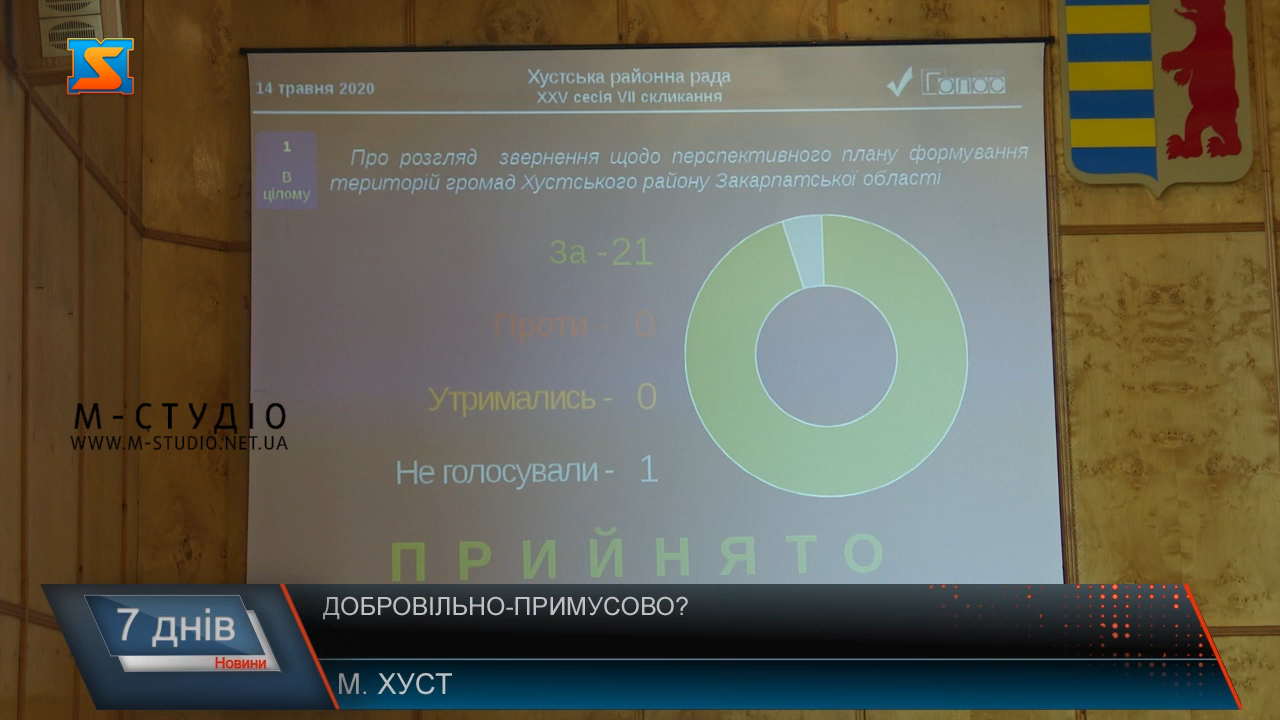 14 травня 2020
Хустська районна рада
XXV сесія VII скликання
Голос
1
В
цілому
Про розгляд звернення щодо перспективного плану формування
територій громад Хустського району Закарпатської області
За - 21
Проти - 0
Утримались - 0
Не голосували - 1
ПРИЙНЯТО
М-СТУДІО
WWW.M-STUDIO.NET.UA
7 днів
Новини
ДОБРОВІЛЬНО-ПРИМУСОВО?
М. ХУСТ